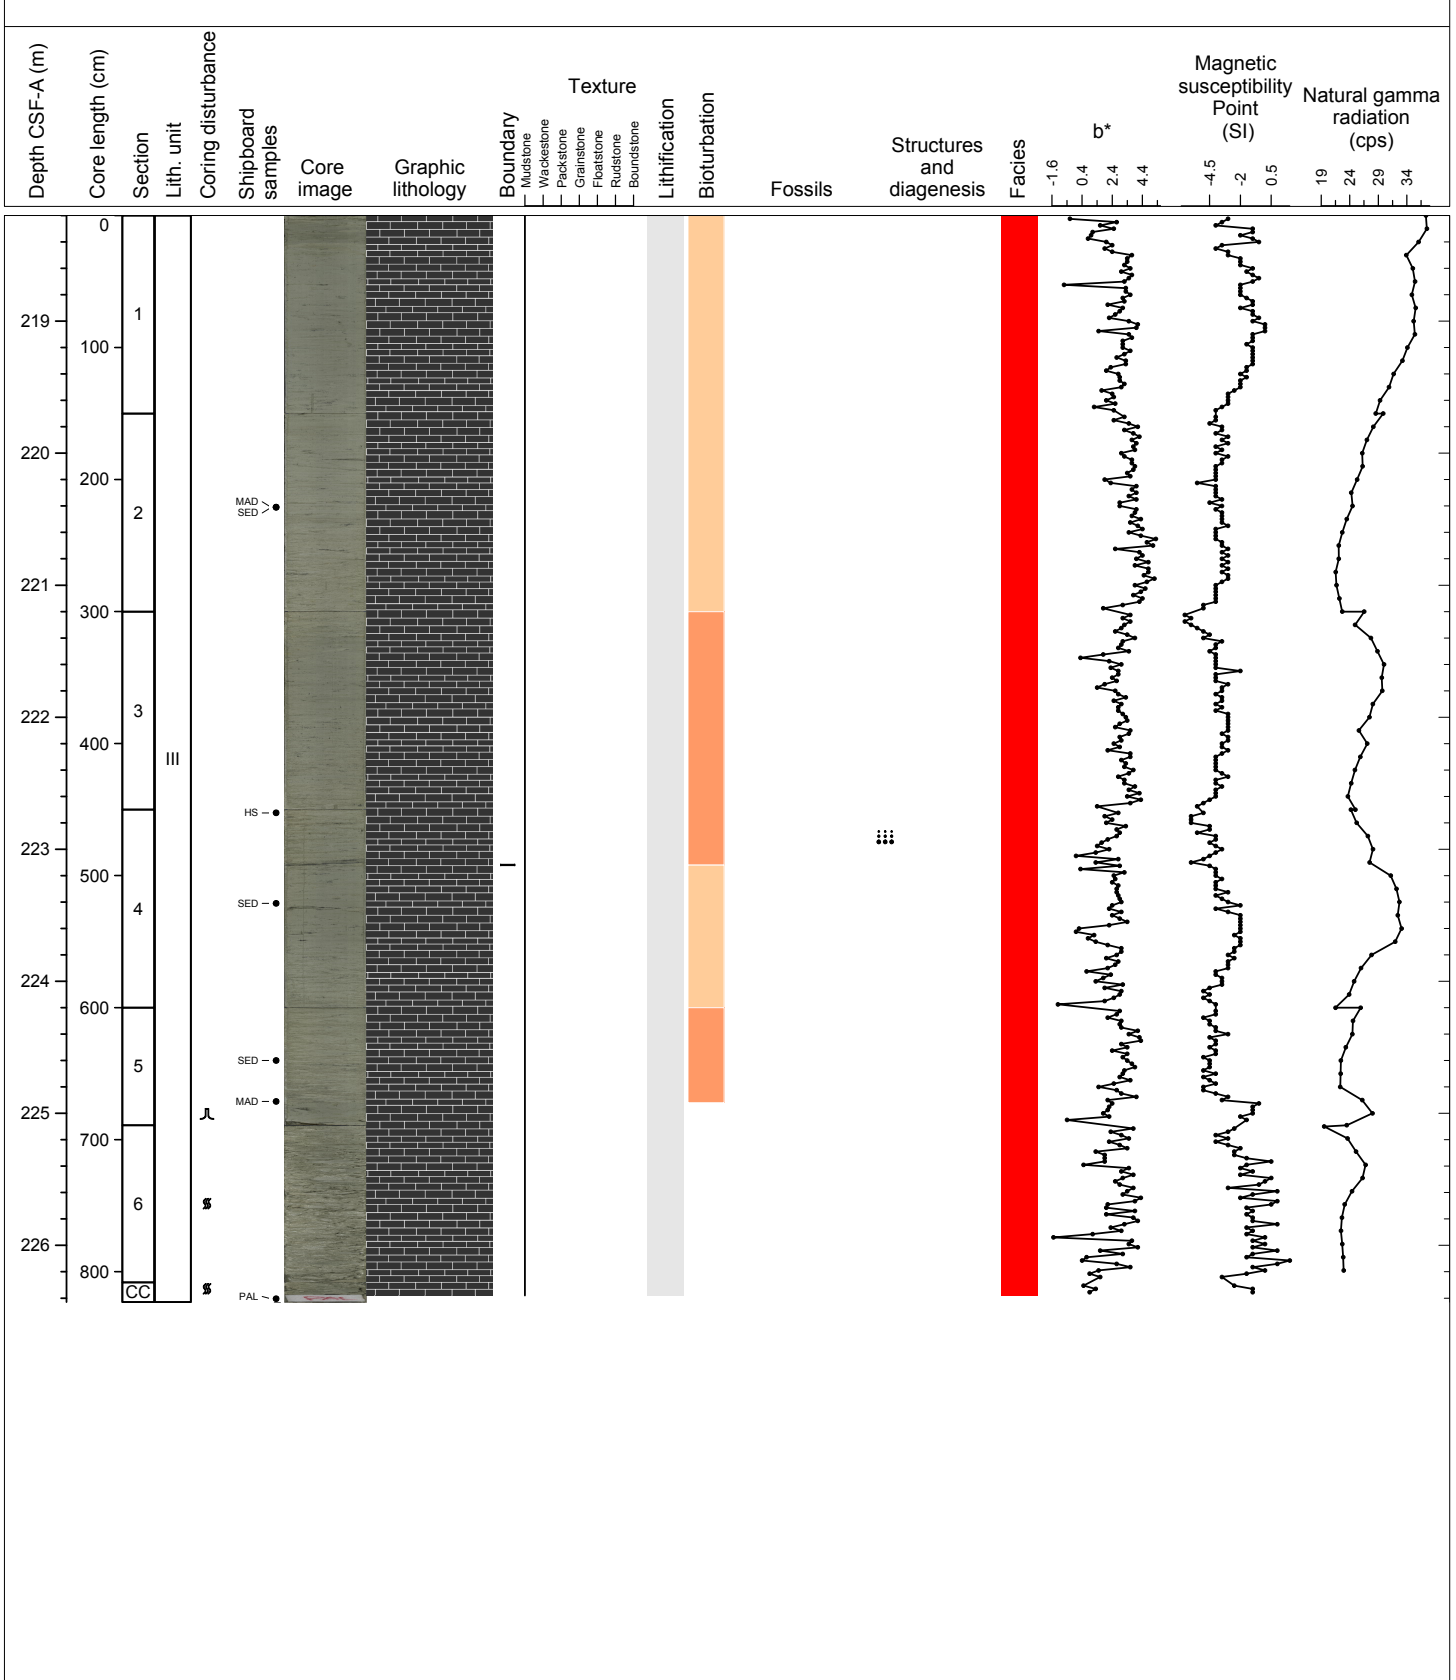 Depth CSF-A (m)
Core length (cm)
Section
Lith. unit
Coring disturbance
Shipboard
samples
Core
image
Graphic
lithology
Boundary
Texture
Mudstone
Wackestone
Packstone
Grainstone
Floatstone
Rudstone
Boundstone
Lithification
Bioturbation
Fossils
Structures
and
diagenesis
Facies
b*
-1.6
0.4
2.4
4.4
Magnetic
susceptibility
Point
(SI)
-4.5
-2
0.5
Natural gamma
radiation
(cps)
19
24
29
34
0
1
219
100
220
200
MAD
SED
2
221
300
3
222
400
III
HS
223
500
SED
4
224
600
SED
5
MAD
225
700
6
226
800
CC
PAL